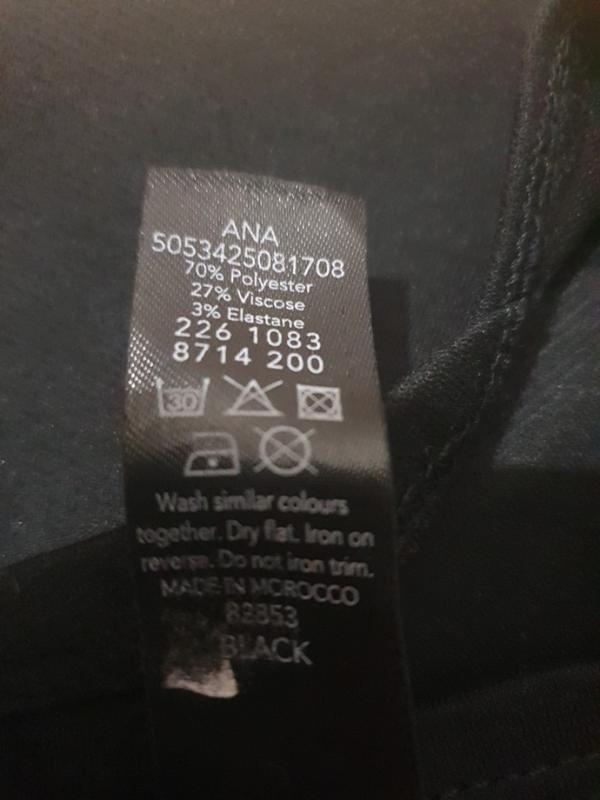 ANA
5053425081708
70% Polyester
27% Viscose
3% Elastane
226 1083
8714 200
30
Wash similar colours
together. Dry flat. Iron on
reverse. Do not iron trim.
MADE IN MOROCCO
82853
BLACK